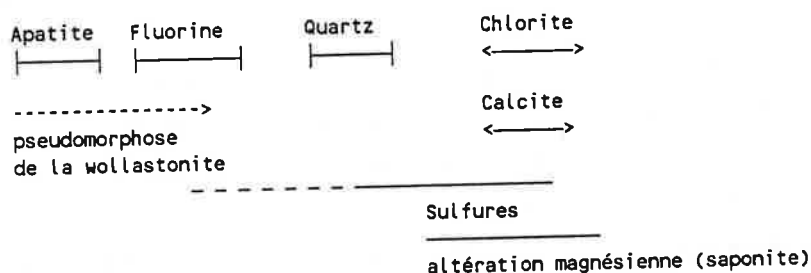 Apatite Fluorine Quartz Chlorite
Calcite
pseudomorphose
de la wollastonite
Sulfures
altération magnésienne (saponite)